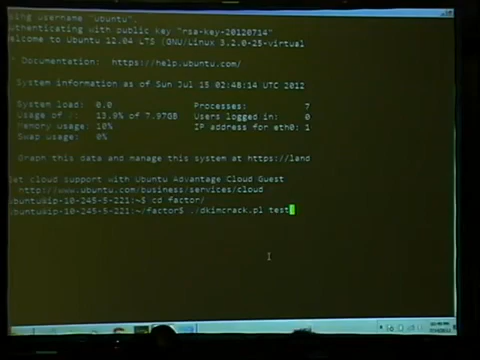 sing username "ubuntu".
uthenticating with public key "rsa-key-20120714"
elcome to Ubuntu 12.04 LTS (GNU/Linux 3.2.0-25-virtual
* Documentation: https://help.ubuntu.com/
System information as of Sun Jul 15 02:48:14 UTC 2012
System load: 0.0 Processes: 7
Usage of /: 13.9% of 7.97GB Users logged in: 0
Memory usage: 10% IP address for eth0: 1
Swap usage: 0%
Graph this data and manage this system at https://land
Get cloud support with Ubuntu Advantage Cloud Guest
http://www.ubuntu.com/business/services/cloud
ubuntu@ip-10-245-5-221:~$ cd factor/
ubuntu@ip-10-245-5-221:~/factor$ ./dkimcrack.pl test